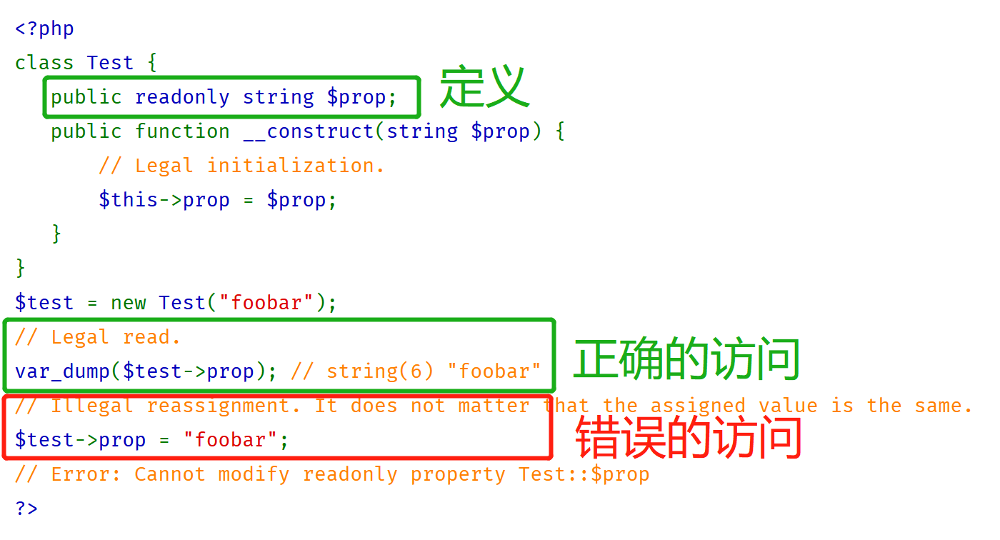 <?php
class Test {
public readonly string $prop;
定义
public function __construct(string $prop) {
// Legal initialization.
$this->prop = $prop;
}
}
$test = new Test("foobar");
// Legal read.
var_dump($test->prop); // string(6) "foobar"
正确的访问
// Illegal reassignment. It does not matter that the assigned value is the same.
$test->prop = "foobar";
错误的访问
// Error: Cannot modify readonly property Test::$prop
?>